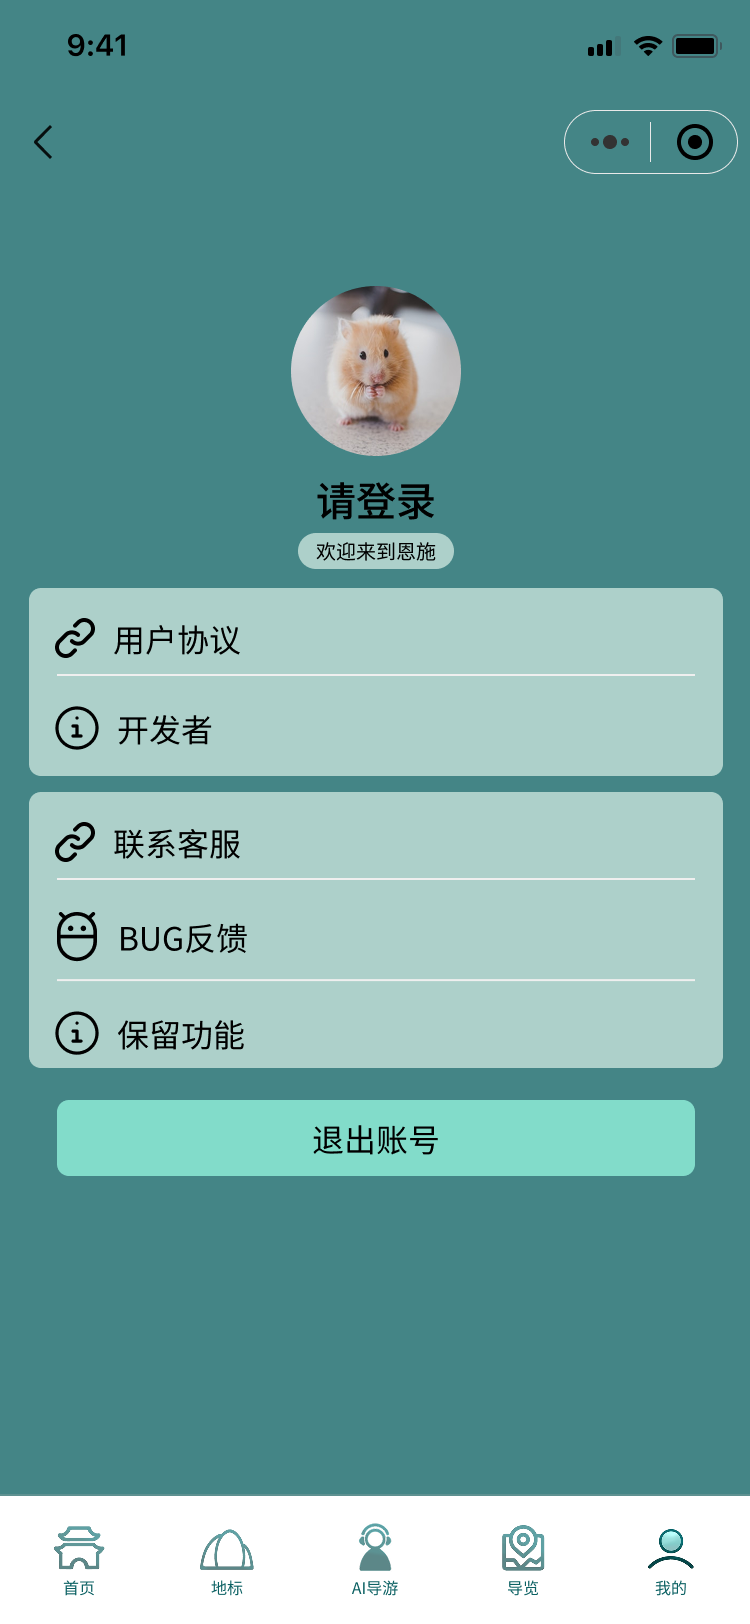 9:41
请登录
欢迎来到恩施
用户协议
开发者
联系客服
BUG反馈
保留功能
退出账号
首页
地标
AI导游
导览
我的